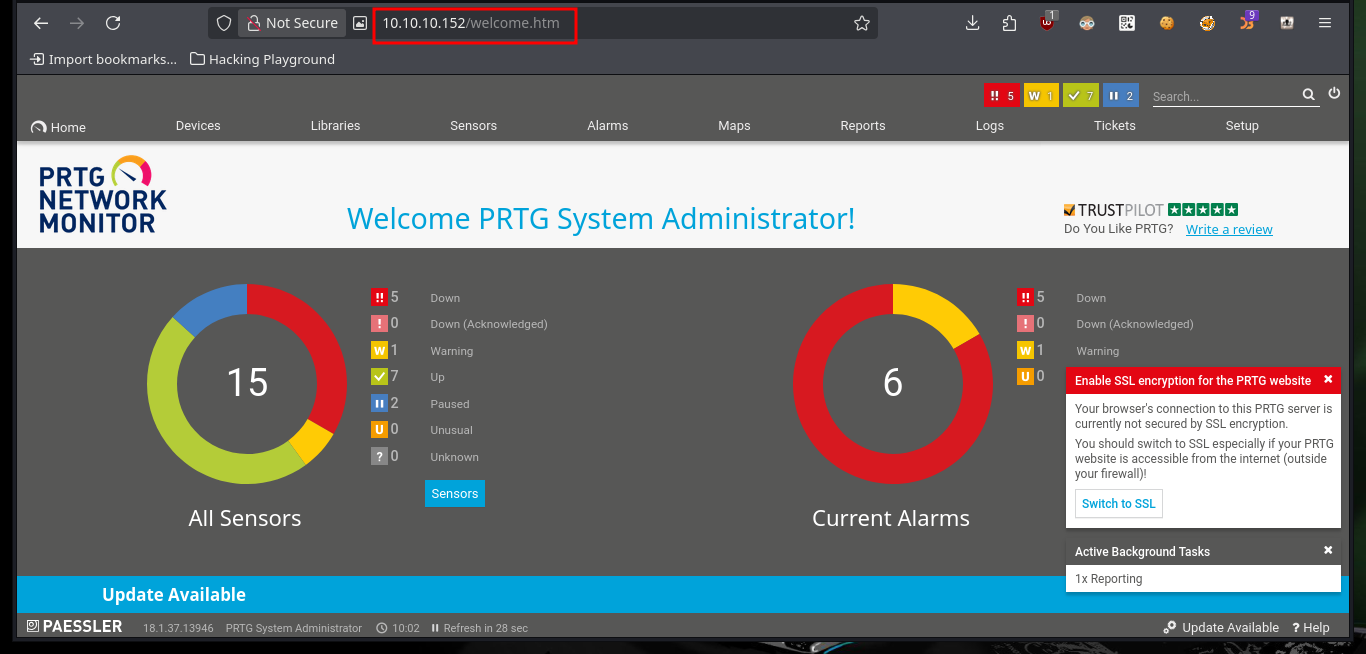 Not Secure 10.10.10.152/welcome.htm 1 9
Import bookmarks... Hacking Playground
!! 5 W 1 7 2 Search...
Home Devices Libraries Sensors Alarms Maps Reports Logs Tickets Setup
PRTG
NETWORK
MONITOR
Welcome PRTG System Administrator!
TRUSTPILOT
Do You Like PRTG? Write a review
15
!! 5 Down
! 0 Down (Acknowledged)
W 1 Warning
7 Up
2 Paused
U 0 Unusual
? 0 Unknown
Sensors
All Sensors
6
!! 5 Down
! 0 Down (Acknowledged)
W 1 Warning
U 0
Current Alarms
Enable SSL encryption for the PRTG website
Your browser's connection to this PRTG server is
currently not secured by SSL encryption.
You should switch to SSL especially if your PRTG
website is accessible from the internet (outside
your firewall)!
Switch to SSL
Active Background Tasks
1x Reporting
Update Available
PAESSLER 18.1.37.13946 PRTG System Administrator 10:02 Refresh in 28 sec Update Available ? Help